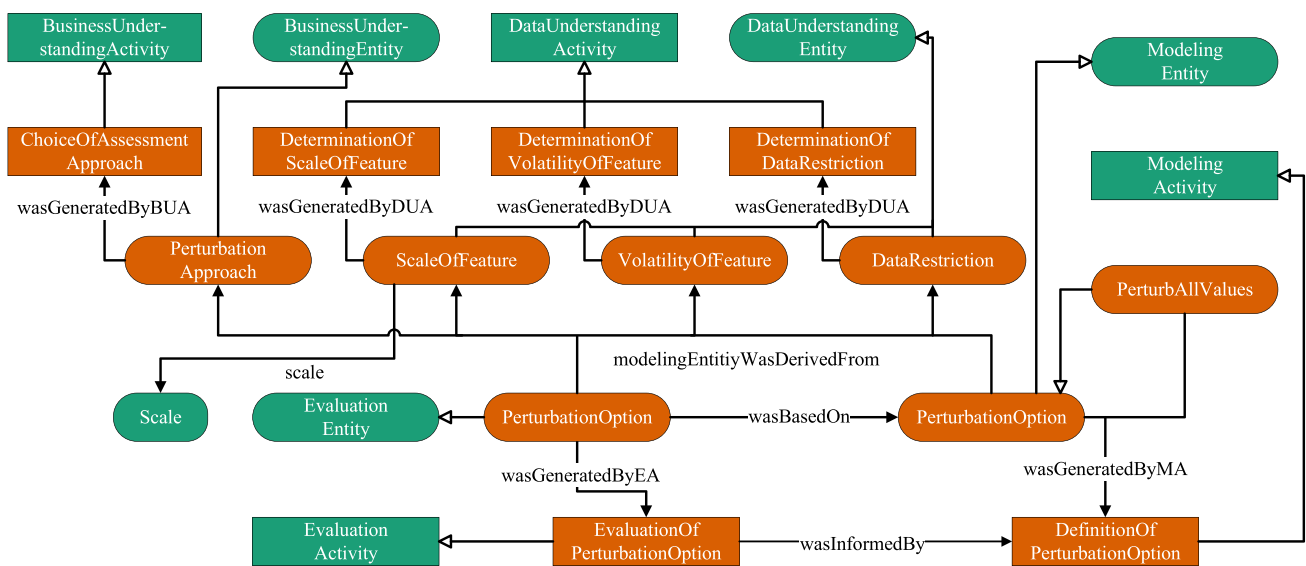 BusinessUnder-
standingActivity
BusinessUnder-
standingEntity
DataUnderstanding
Activity
DataUnderstanding
Entity
Modeling
Entity
ChoiceOfAssessment
Approach
DeterminationOf
ScaleOfFeature
DeterminationOf
VolatilityOfFeature
DeterminationOf
DataRestriction
Modeling
Activity
wasGeneratedByBUA
wasGeneratedByDUA
wasGeneratedByDUA
wasGeneratedByDUA
Perturbation
Approach
ScaleOfFeature
VolatilityOfFeature
DataRestriction
PerturbAllValues
scale
modelingEntitiyWasDerivedFrom
Scale
Evaluation
Entity
PerturbationOption
wasBasedOn
PerturbationOption
wasGeneratedByEA
wasGeneratedByMA
Evaluation
Activity
EvaluationOf
PerturbationOption
wasInformedBy
DefinitionOf
PerturbationOption